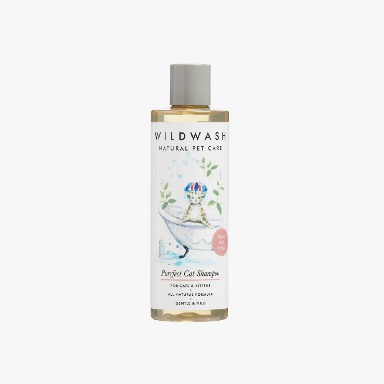 WILDWASH
NATURAL PET CARE
Purrfect Cat Shampoo
FOR CATS & KITTENS
ALL NATURAL FORMULA
GENTLE & MILD